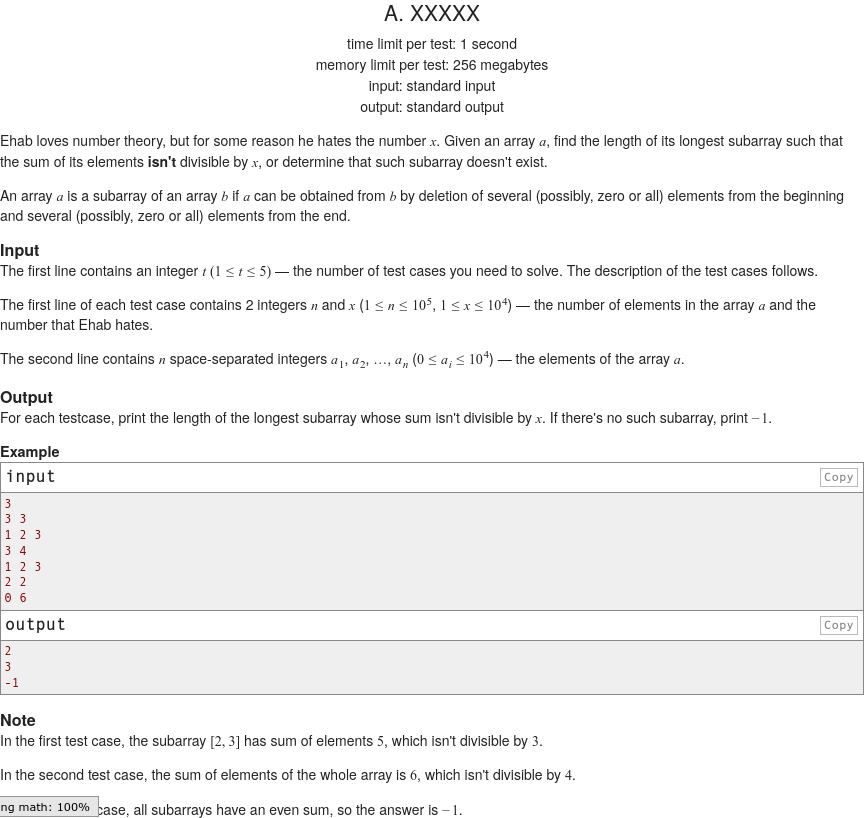 A. XXXXX
time limit per test: 1 second
memory limit per test: 256 megabytes
input: standard input
output: standard output
Ehab loves number theory, but for some reason he hates the number x. Given an array a, find the length of its longest subarray such that
the sum of its elements isn't divisible by x, or determine that such subarray doesn't exist.
An array a is a subarray of an array b if a can be obtained from b by deletion of several (possibly, zero or all) elements from the beginning
and several (possibly, zero or all) elements from the end.
Input
The first line contains an integer t (1 ≤ t ≤ 5) — the number of test cases you need to solve. The description of the test cases follows.
The first line of each test case contains 2 integers n and x (1 ≤ n ≤ 10^5, 1 ≤ x ≤ 10^4) — the number of elements in the array a and the
number that Ehab hates.
The second line contains n space-separated integers a_1, a_2, …, a_n (0 ≤ a_i ≤ 10^4) — the elements of the array a.
Output
For each testcase, print the length of the longest subarray whose sum isn't divisible by x. If there's no such subarray, print −1.
Example
input
Copy
3
3 3
1 2 3
3 4
1 2 3
2 2
0 6
output
Copy
2
3
-1
Note
In the first test case, the subarray [2, 3] has sum of elements 5, which isn't divisible by 3.
In the second test case, the sum of elements of the whole array is 6, which isn't divisible by 4.
ng math: 100% case, all subarrays have an even sum, so the answer is −1.